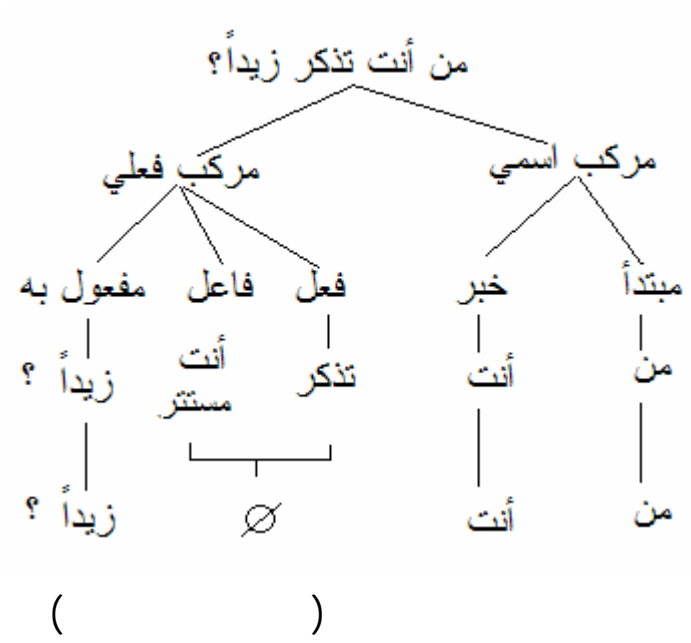 من أنت تذكر زيداً؟
مركب اسمي مركب فعلي
مبتدأ خبر فعل فاعل مفعول به
من أنت تذكر أنت مستتر زيداً ؟
من أنت ∅ زيداً ؟
( )